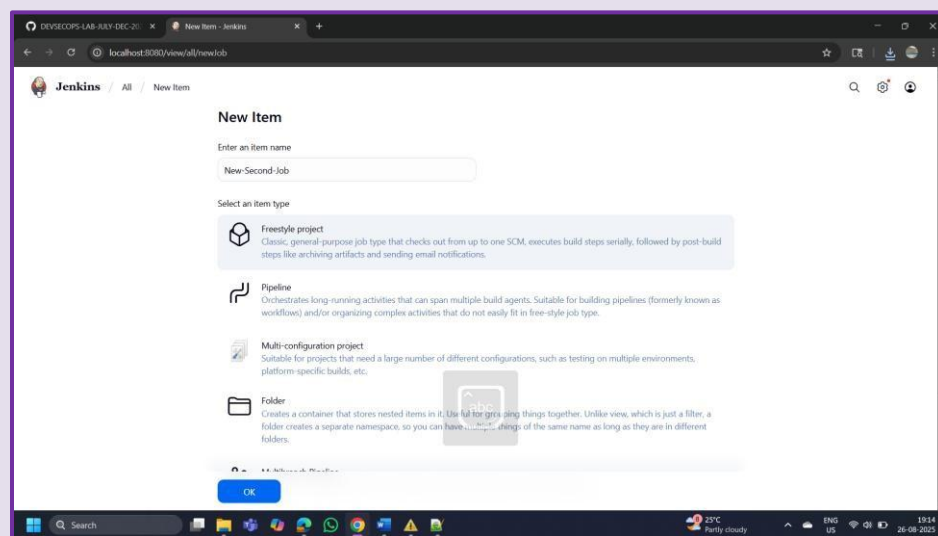 DEVSECOPS-LAB-JULY-DEC-20
New Item - Jenkins
localhost:8080/view/all/newJob
Jenkins / All / New Item
New Item
Enter an item name
New-Second-Job
Select an item type
Freestyle project
Classic, general-purpose job type that checks out from up to one SCM, executes build steps serially, followed by post-build
steps like archiving artifacts and sending email notifications.
Pipeline
Orchestrates long-running activities that can span multiple build agents. Suitable for building pipelines (formerly known as
workflows) and/or organizing complex activities that do not easily fit in free-style job type.
Multi-configuration project
Suitable for projects that need a large number of different configurations, such as testing on multiple environments,
platform-specific builds, etc.
Folder
Creates a container that stores nested items in it. Useful for grouping things together. Unlike view, which is just a filter, a
folder creates a separate namespace, so you can have multiple things of the same name as long as they are in different
folders.
abc
OK
Search
25°C
Partly cloudy
ENG
US
19:14
26-08-2025